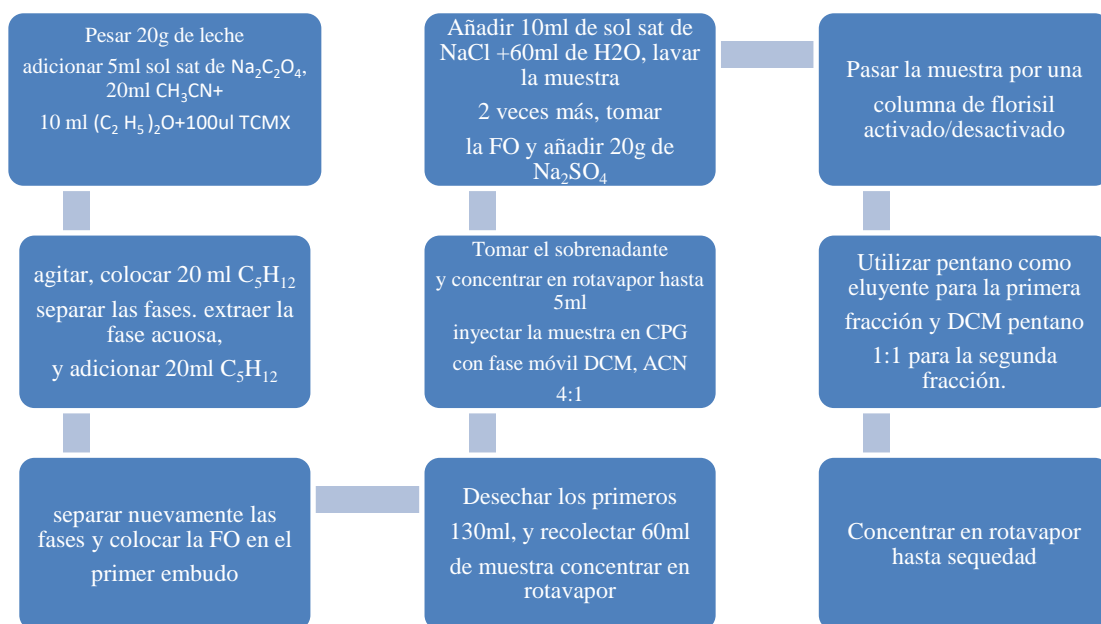 Pesar 20g de leche
adicionar 5ml sol sat de Na₂C₂O₄,
20ml CH₃CN+
10 ml (C₂ H₅ )₂O+100ul TCMX
agitar, colocar 20 ml C₅H₁₂
separar las fases. extraer la
fase acuosa,
y adicionar 20ml C₅H₁₂
separar nuevamente las
fases y colocar la FO en el
primer embudo
Añadir 10ml de sol sat de
NaCl +60ml de H2O, lavar
la muestra
2 veces más, tomar
la FO y añadir 20g de
Na₂SO₄
Tomar el sobrenadante
y concentrar en rotavapor hasta
5ml
inyectar la muestra en CPG
con fase móvil DCM, ACN
4:1
Desechar los primeros
130ml, y recolectar 60ml
de muestra concentrar en
rotavapor
Pasar la muestra por una
columna de florisil
activado/desactivado
Utilizar pentano como
eluyente para la primera
fracción y DCM pentano
1:1 para la segunda
fracción.
Concentrar en rotavapor
hasta sequedad